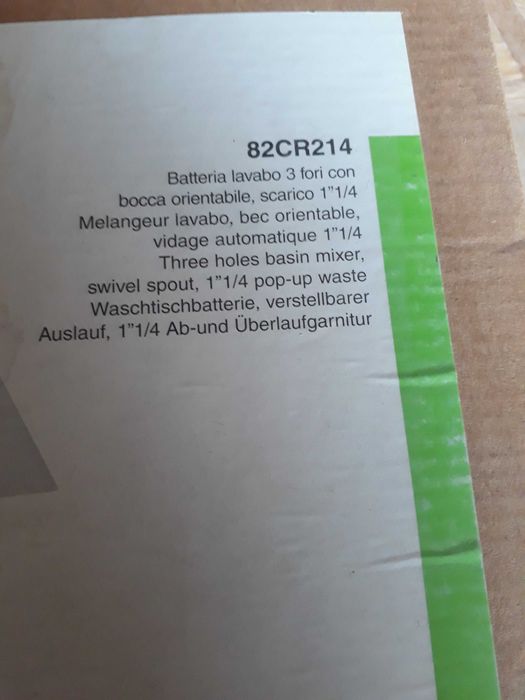 82CR214
Batteria lavabo 3 fori con
bocca orientabile, scarico 1"1/4
Melangeur lavabo, bec orientable,
vidage automatique 1"1/4
Three holes basin mixer,
swivel spout, 1"1/4 pop-up waste
Waschtischbatterie, verstellbarer
Auslauf, 1"1/4 Ab-und Überlaufgarnitur